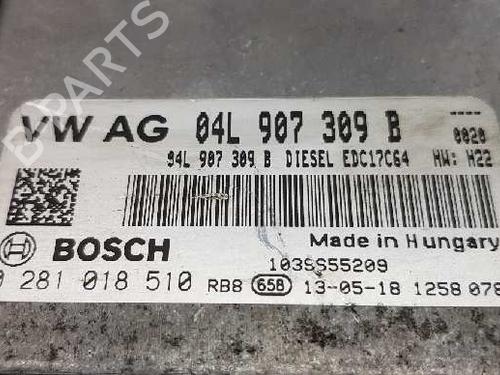 B-PARTS
VW AG 04L 907 309 B ----
0020
04L 907 309 B DIESEL EDC17C64 HW: H22
BOSCH Made in Hungary
1039S55209
0 281 018 510 RB8 658 13-05-18 1258 078